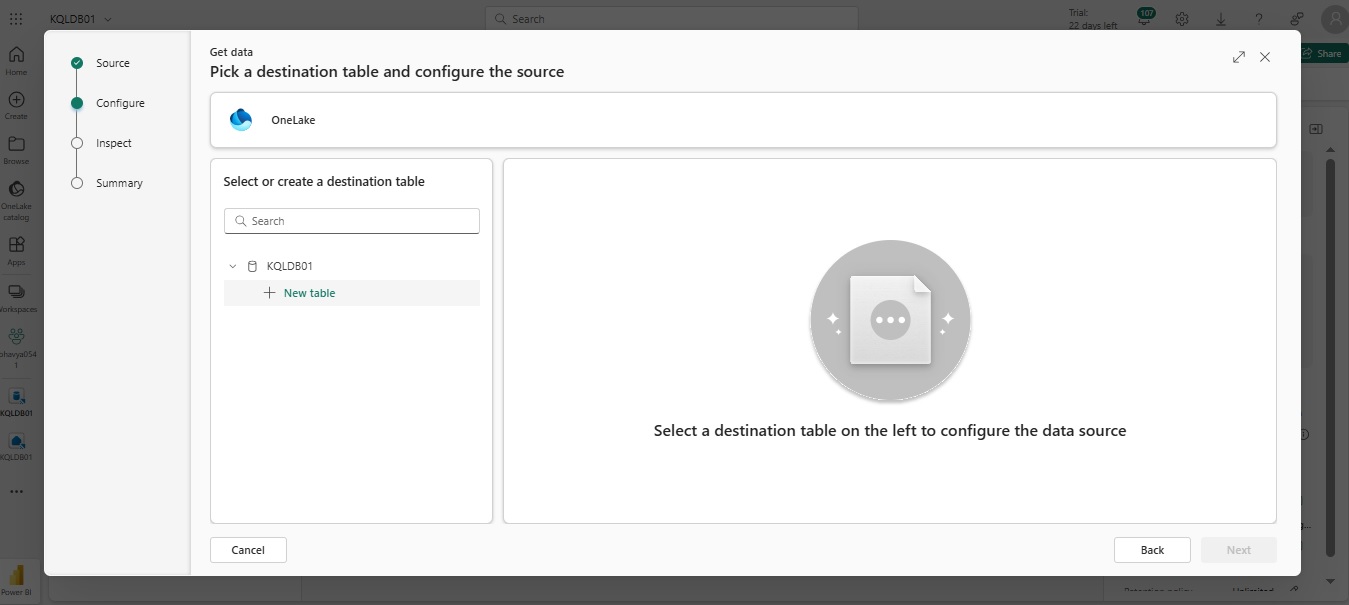 KQLDB01
Search
Trial:
22 days left
107
Home
Create
Browse
OneLake
catalog
Apps
Workspaces
bhavya054
1
KQLDB01
KQLDB01
Power BI
Share
Source
Configure
Inspect
Summary
Get data
Pick a destination table and configure the source
OneLake
Select or create a destination table
Search
KQLDB01
New table
Select a destination table on the left to configure the data source
Cancel
Back
Next
Retention policy
Unlimited